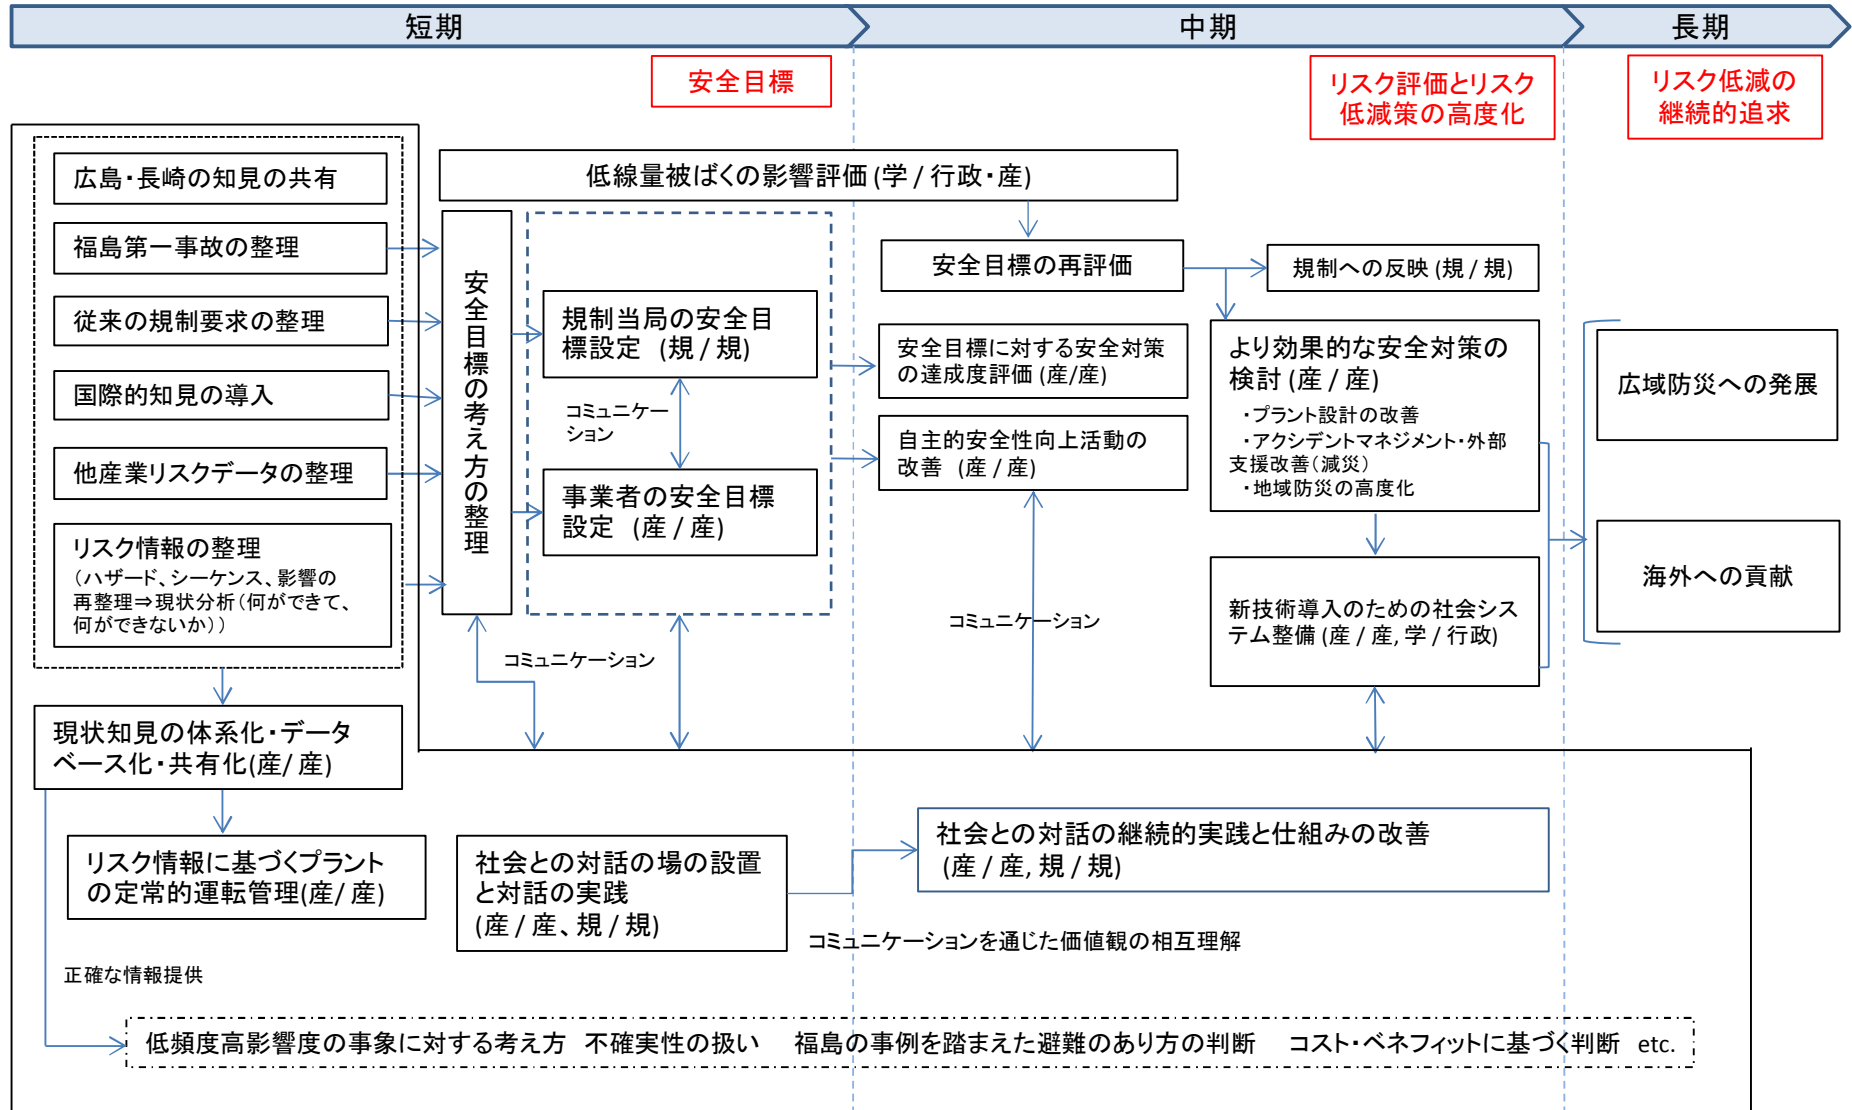 短期
中期
長期
安全目標
リスク評価とリスク
低減策の高度化
リスク低減の
継続的追求
広島・長崎の知見の共有
福島第一事故の整理
従来の規制要求の整理
国際的知見の導入
他産業リスクデータの整理
リスク情報の整理
(ハザード、シーケンス、影響の
再整理⇒現状分析(何ができて、
何ができないか))
低線量被ばくの影響評価 (学 / 行政・産)
安全目標の考え方の整理
規制当局の安全目
標設定 (規 / 規)
コミュニケー
ション
事業者の安全目標
設定 (産 / 産)
安全目標の再評価
規制への反映 (規 / 規)
安全目標に対する安全対策
の達成度評価 (産/産)
自主的安全性向上活動の
改善 (産 / 産)
より効果的な安全対策の
検討 (産 / 産)
・プラント設計の改善
・アクシデントマネジメント・外部
支援改善(減災)
・地域防災の高度化
新技術導入のための社会シス
テム整備 (産 / 産, 学 / 行政)
広域防災への発展
海外への貢献
コミュニケーション
コミュニケーション
現状知見の体系化・データ
ベース化・共有化(産/ 産)
リスク情報に基づくプラント
の定常的運転管理(産/ 産)
社会との対話の場の設置
と対話の実践
(産 / 産、規 / 規)
社会との対話の継続的実践と仕組みの改善
(産 / 産, 規 / 規)
コミュニケーションを通じた価値観の相互理解
正確な情報提供
低頻度高影響度の事象に対する考え方 不確実性の扱い 福島の事例を踏まえた避難のあり方の判断 コスト・ベネフィットに基づく判断 etc.